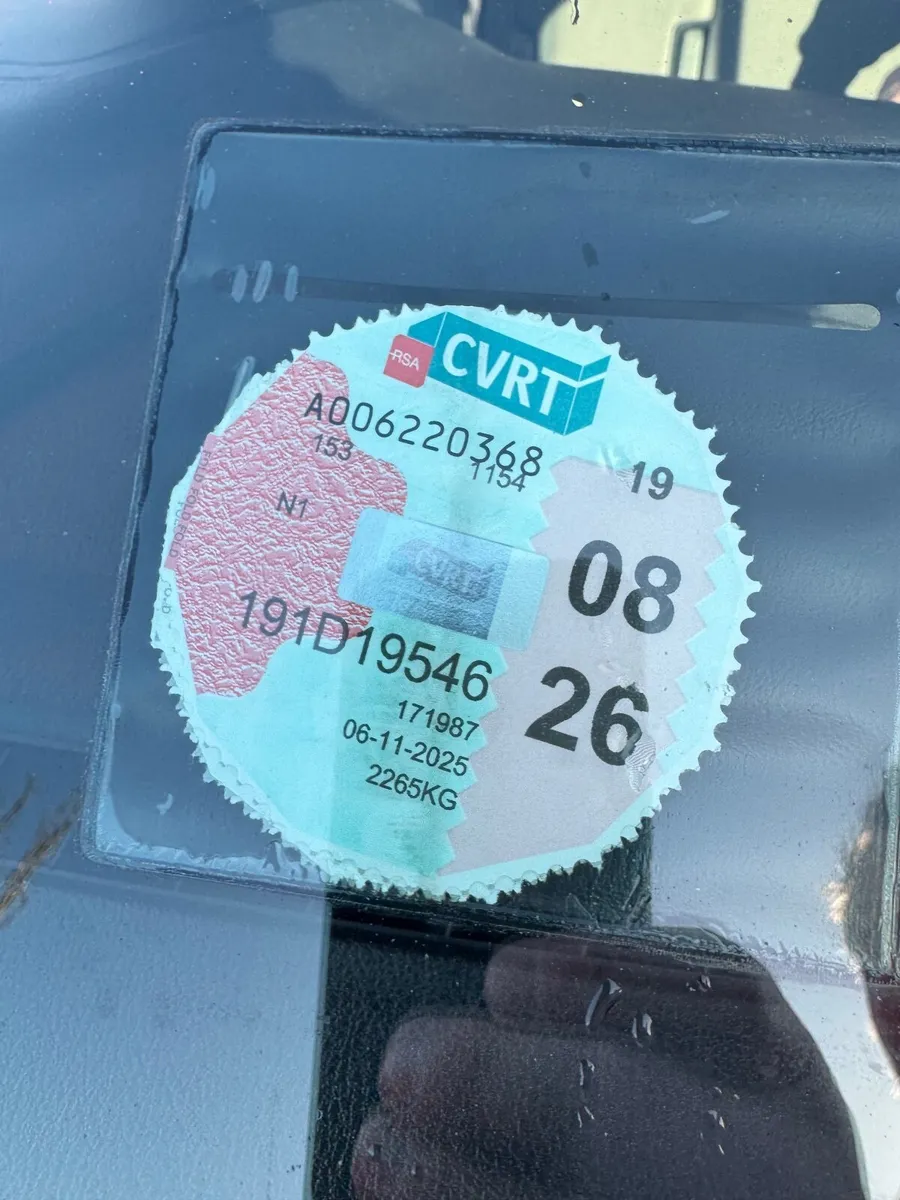 RSA
CVRT
A006220368
153
1154
19
N1
CVRT
08
191D19546
26
171987
06-11-2025
2265KG